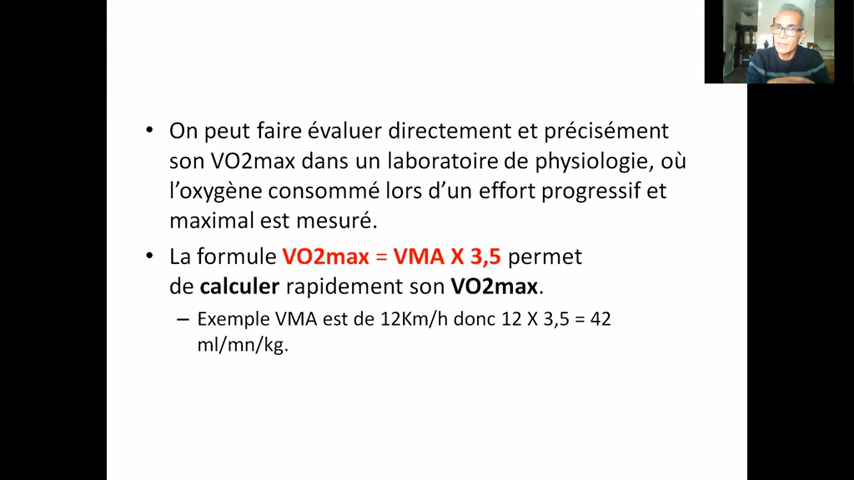 • On peut faire évaluer directement et précisément
son VO2max dans un laboratoire de physiologie, où
l'oxygène consommé lors d'un effort progressif et
maximal est mesuré.
• La formule VO2max = VMA X 3,5 permet
de calculer rapidement son VO2max.
– Exemple VMA est de 12Km/h donc 12 X 3,5 = 42
ml/mn/kg.